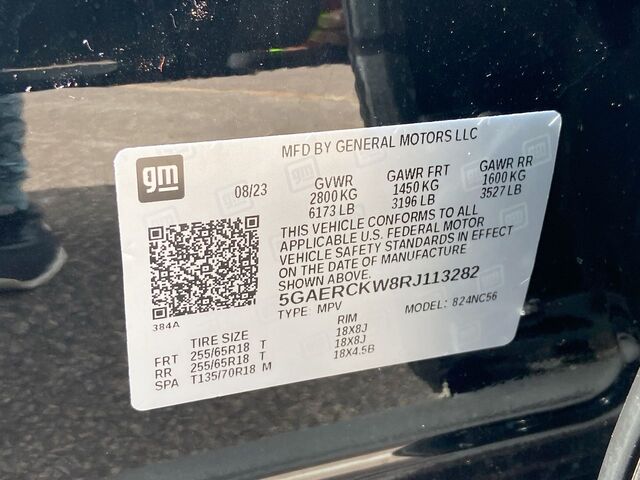 MFD BY GENERAL MOTORS LLC
gm
08/23 GVWR GAWR FRT GAWR RR
2800 KG 1450 KG 1600 KG
6173 LB 3196 LB 3527 LB
THIS VEHICLE CONFORMS TO ALL
APPLICABLE U.S. FEDERAL MOTOR
VEHICLE SAFETY STANDARDS IN EFFECT
ON THE DATE OF MANUFACTURE
SHOWN ABOVE.
5GAERCKW8RJ113282
TYPE: MPV MODEL: 824NC56
384A
TIRE SIZE RIM
FRT 255/65R18 T 18X8J
RR 255/65R18 T 18X8J
SPA T135/70R18 M 18X4.5B